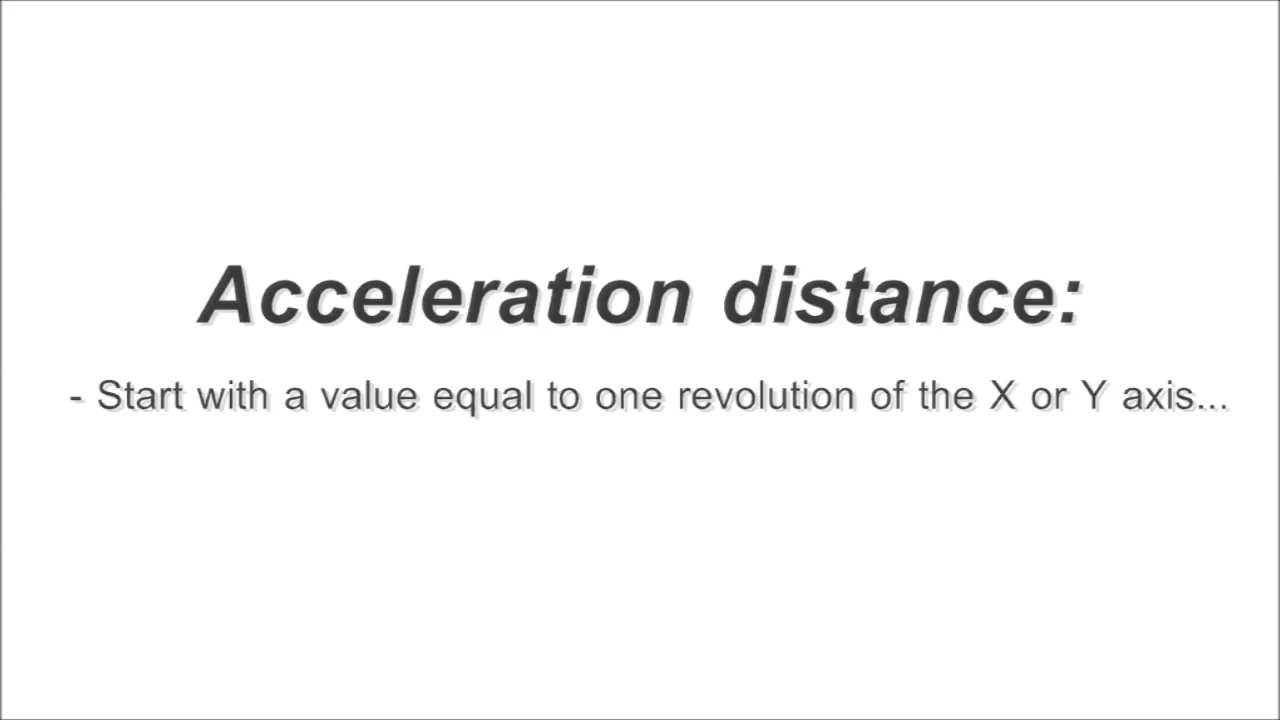 Acceleration distance:
- Start with a value equal to one revolution of the X or Y axis...